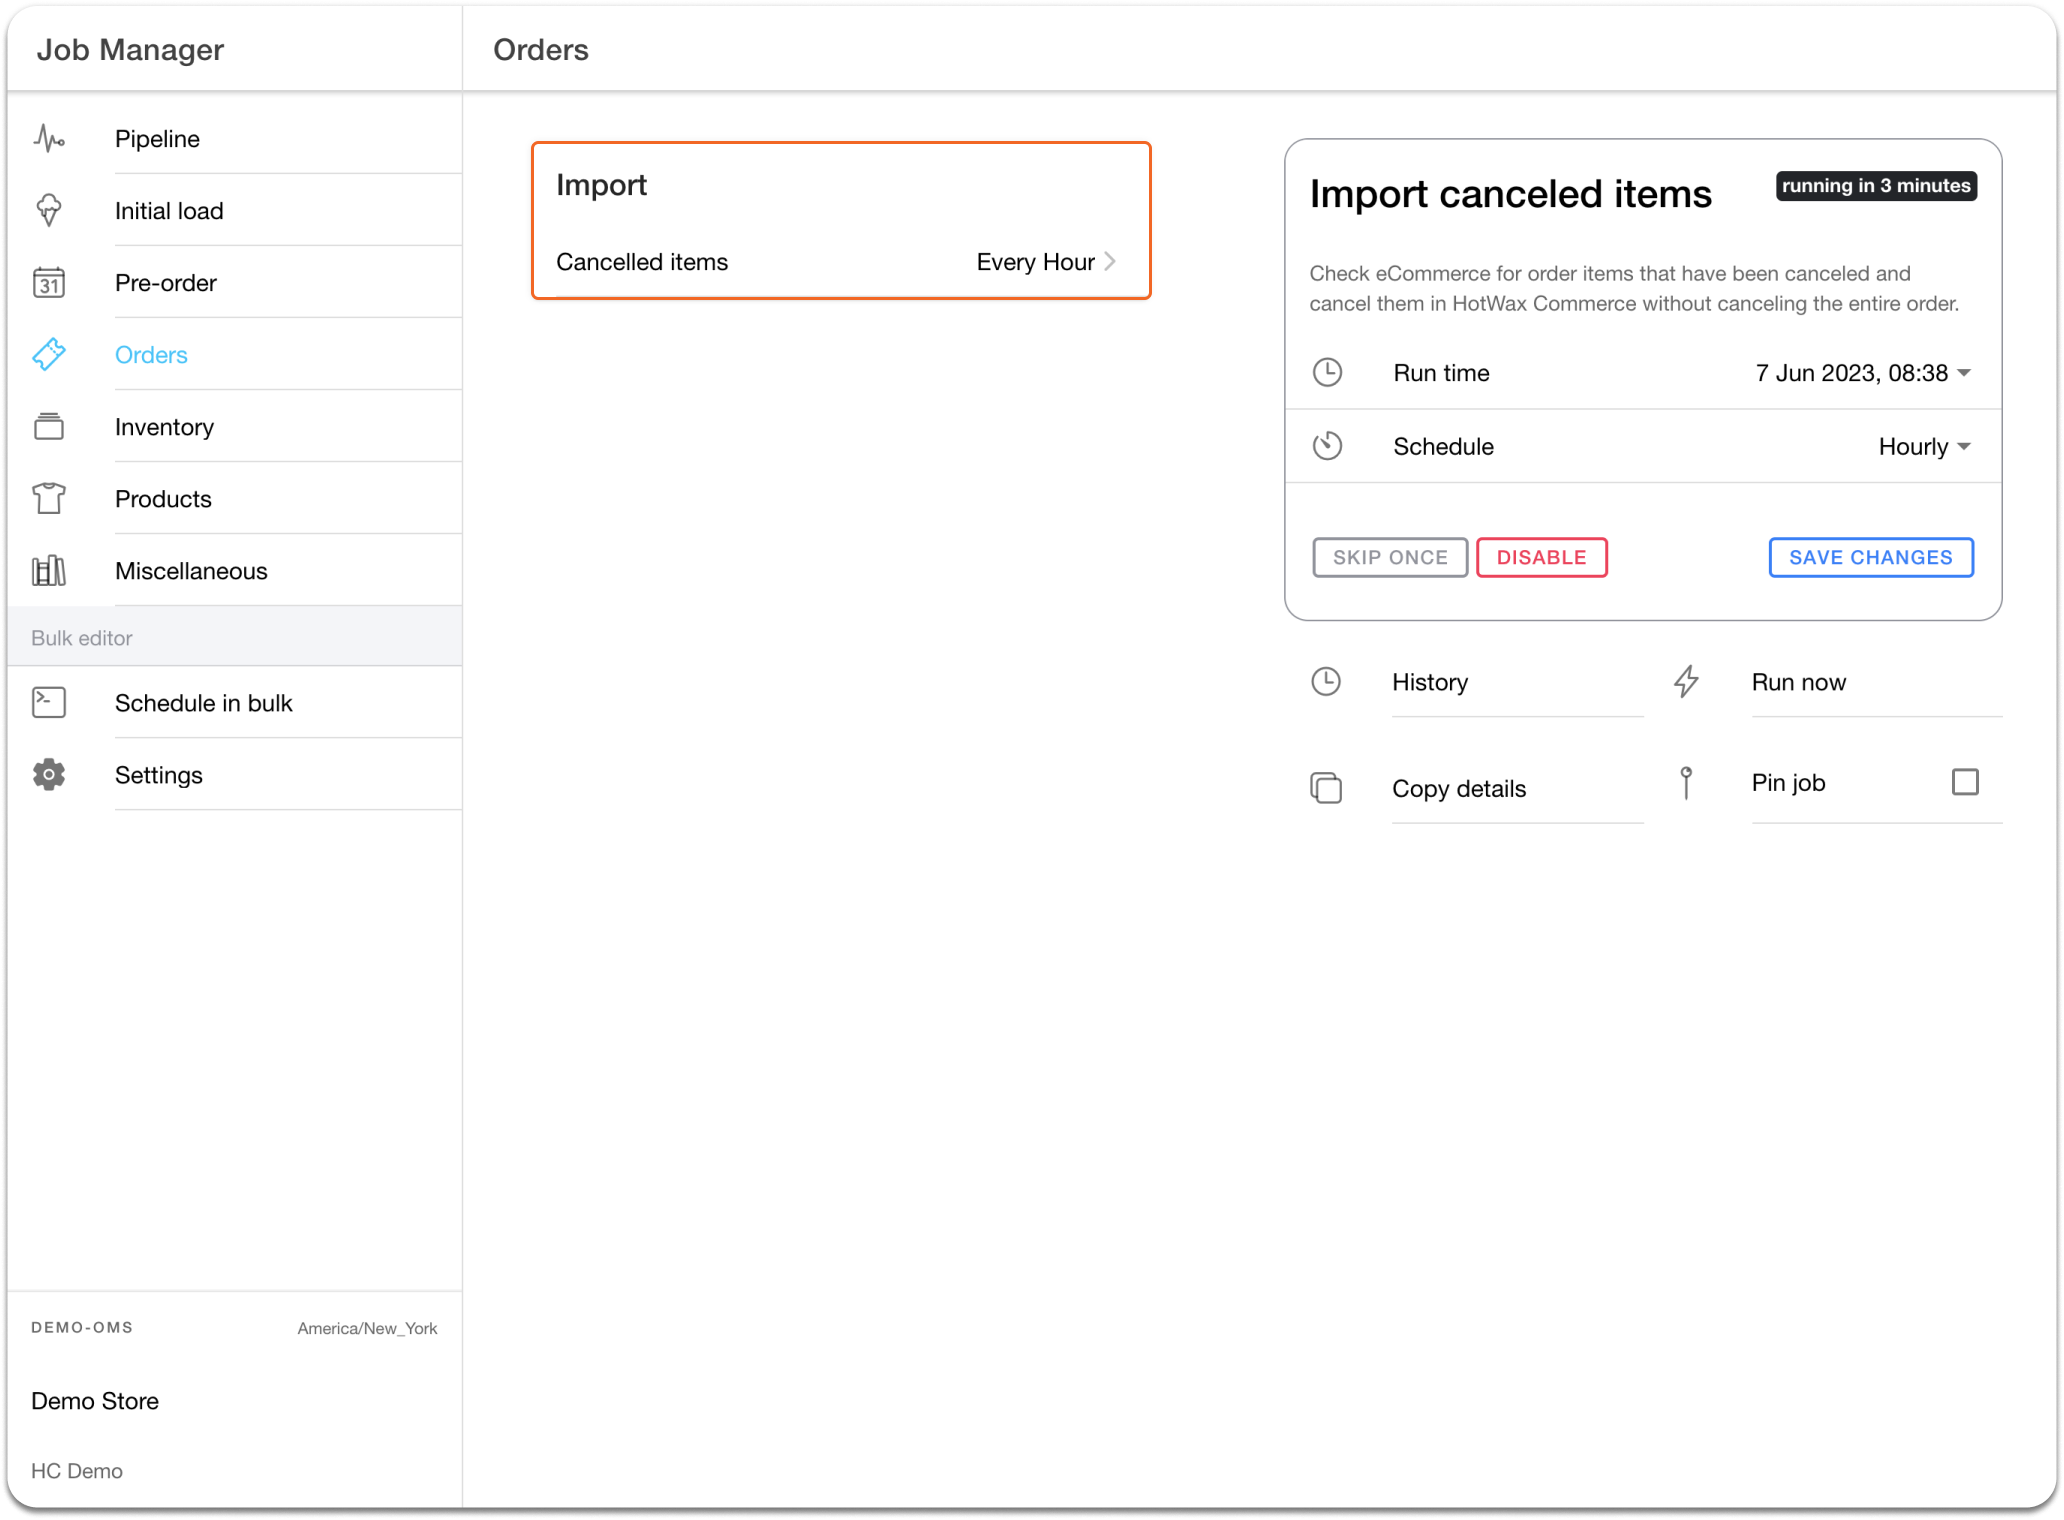 Job Manager
Orders
Pipeline
Initial load
31
Pre-order
Orders
Inventory
Products
Miscellaneous
Bulk editor
Schedule in bulk
Settings
DEMO-OMS America/New_York
Demo Store
HC Demo
Import
Cancelled items Every Hour
Import canceled items running in 3 minutes
Check eCommerce for order items that have been canceled and
cancel them in HotWax Commerce without canceling the entire order.
Run time 7 Jun 2023, 08:38
Schedule Hourly
SKIP ONCE DISABLE SAVE CHANGES
History Run now
Copy details Pin job